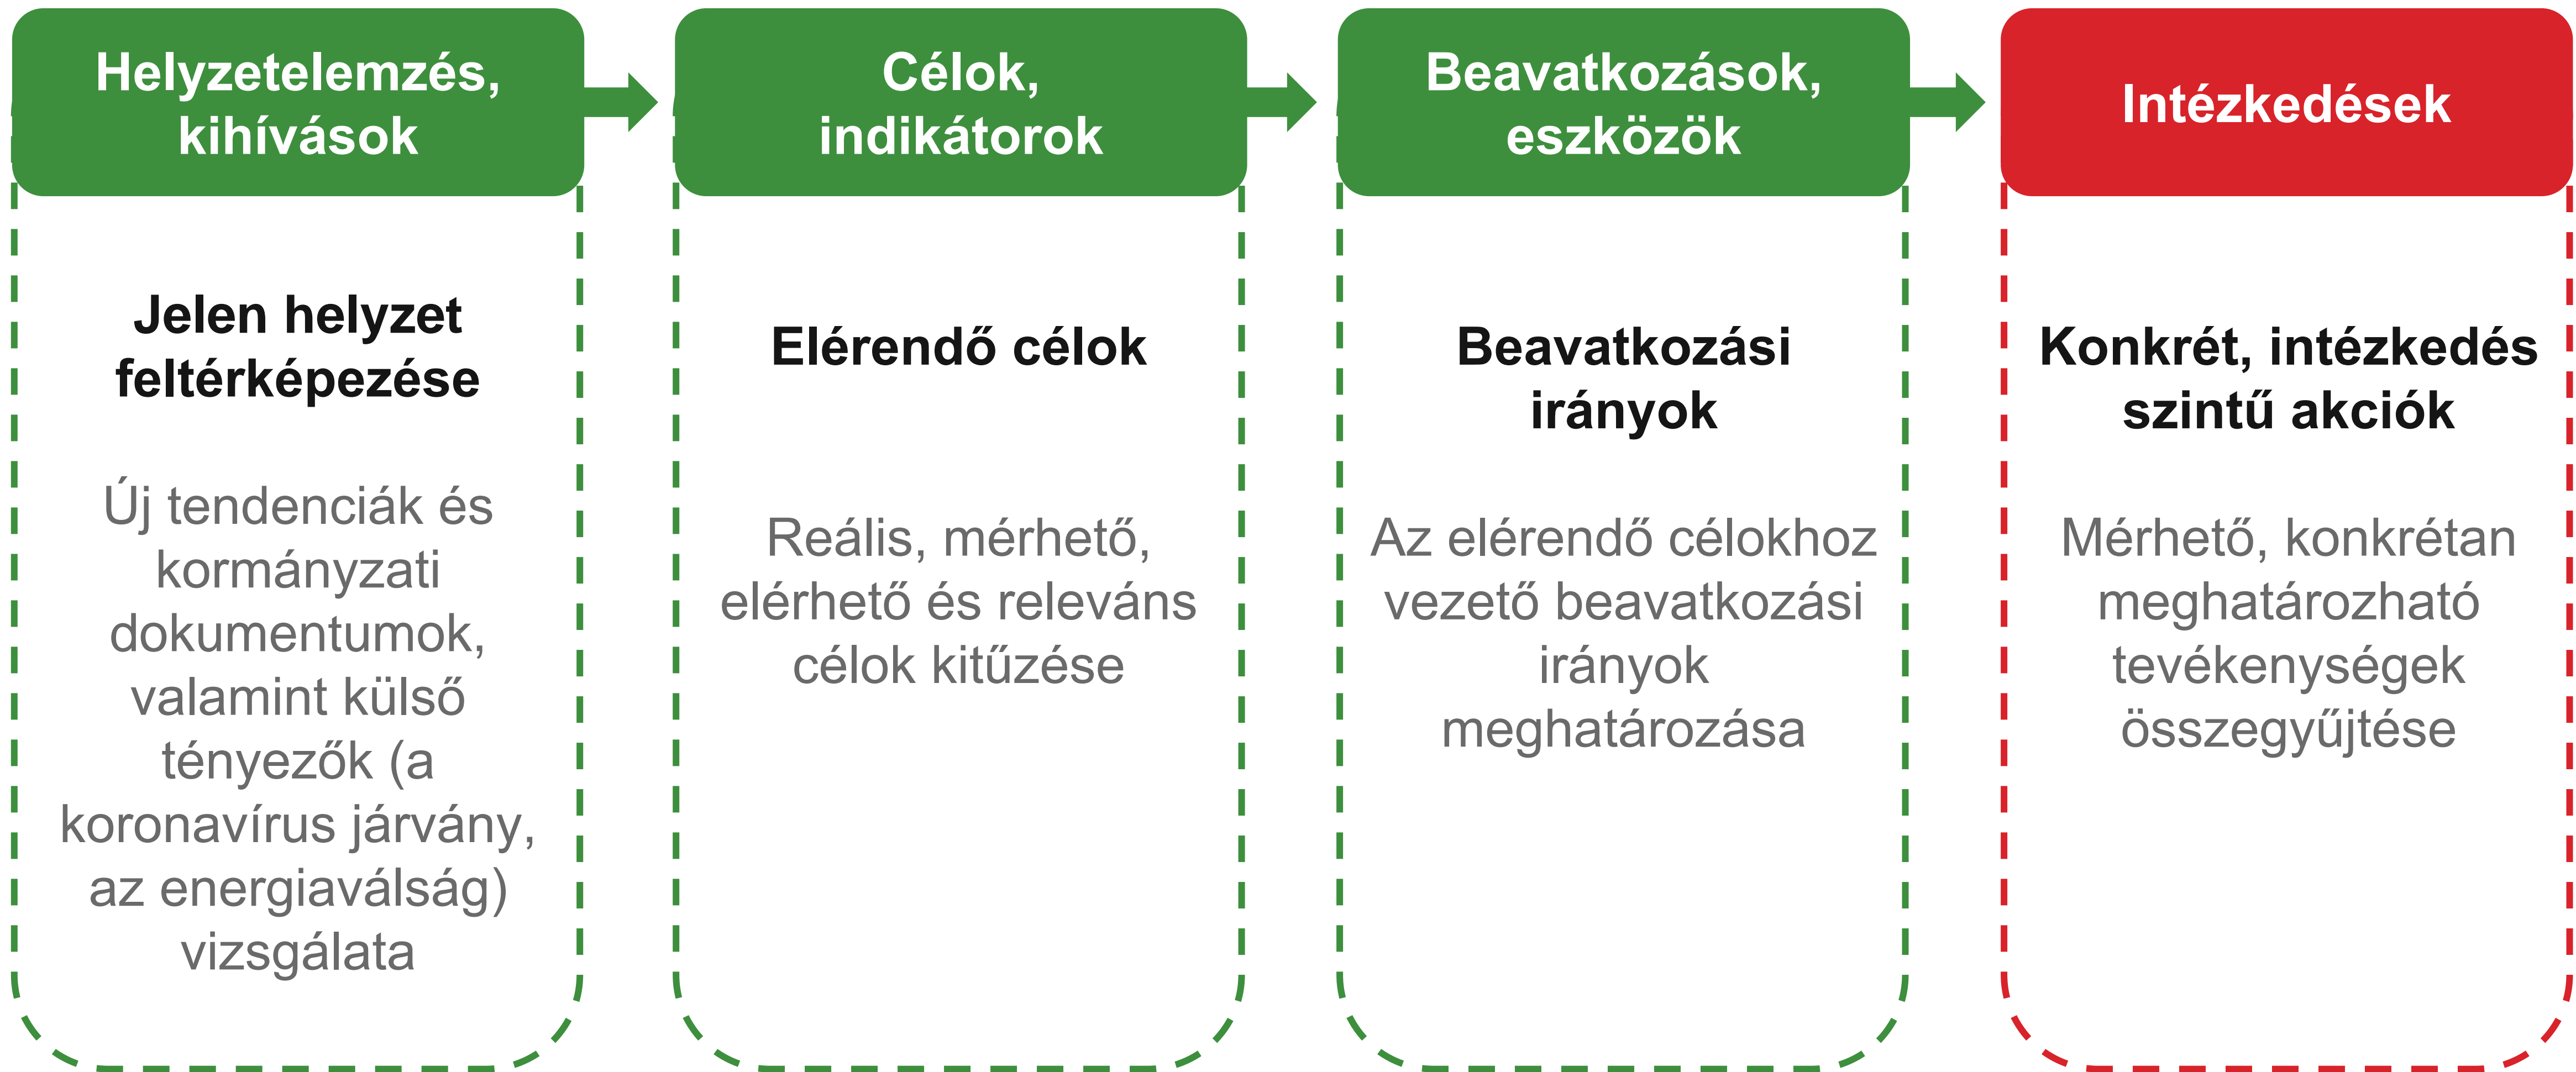 Helyzetelemzés,
kihívások
Jelen helyzet
feltérképezése
Új tendenciák és
kormányzati
dokumentumok,
valamint külső
tényezők (a
koronavírus járvány,
az energiaválság)
vizsgálata
Célok,
indikátorok
Elérendő célok
Reális, mérhető,
elérhető és releváns
célok kitűzése
Beavatkozások,
eszközök
Beavatkozási
irányok
Az elérendő célokhoz
vezető beavatkozási
irányok
meghatározása
Intézkedések
Konkrét, intézkedés
szintű akciók
Mérhető, konkrétan
meghatározható
tevékenységek
összegyűjtése